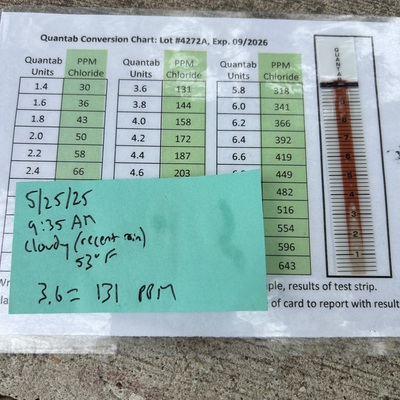 Quantab Conversion Chart: Lot #4272A, Exp. 09/2026
Quantab Units PPM Chloride Quantab Units PPM Chloride Quantab Units PPM Chloride
1.4 30 3.6 131 5.8 318
1.6 36 3.8 144 6.0 341
1.8 43 4.0 158 6.2 366
2.0 50 4.2 172 6.4 392
2.2 58 4.4 187 6.6 419
2.4 66 4.6 203 449
482
516
554
596
643
5/25/25
9:35 AM
Cloudy (recent rain)
53°F
3.6 = 131 PPM
ple, results of test strip.
of card to report with result
QUANTAB